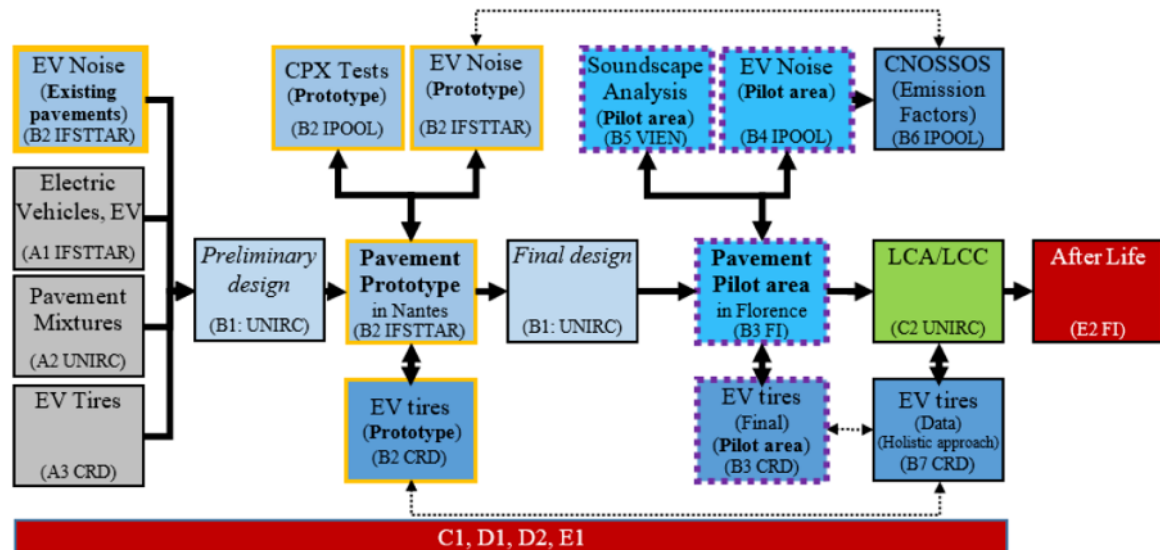 EV Noise
(Existing
pavements)
(B2 IFSTTAR)
Electric
Vehicles, EV
(A1 IFSTTAR)
Pavement
Mixtures
(A2 UNIRC)
EV Tires
(A3 CRD)
Preliminary
design
(B1: UNIRC)
CPX Tests
(Prototype)
(B2 IPOOL)
EV Noise
(Prototype)
(B2 IFSTTAR)
Pavement
Prototype
in Nantes
(B2 IFSTTAR)
EV tires
(Prototype)
(B2 CRD)
Final design
(B1: UNIRC)
Soundscape
Analysis
(Pilot area)
(B5 VIEN)
EV Noise
(Pilot area)
(B4 IPOOL)
CNOSSOS
(Emission
Factors)
(B6 IPOOL)
Pavement
Pilot area
in Florence
(B3 FI)
EV tires
(Final)
(Pilot area)
(B3 CRD)
LCA/LCC
(C2 UNIRC)
EV tires
(Data)
(Holistic approach)
(B7 CRD)
After Life
(E2 FI)
C1, D1, D2, E1